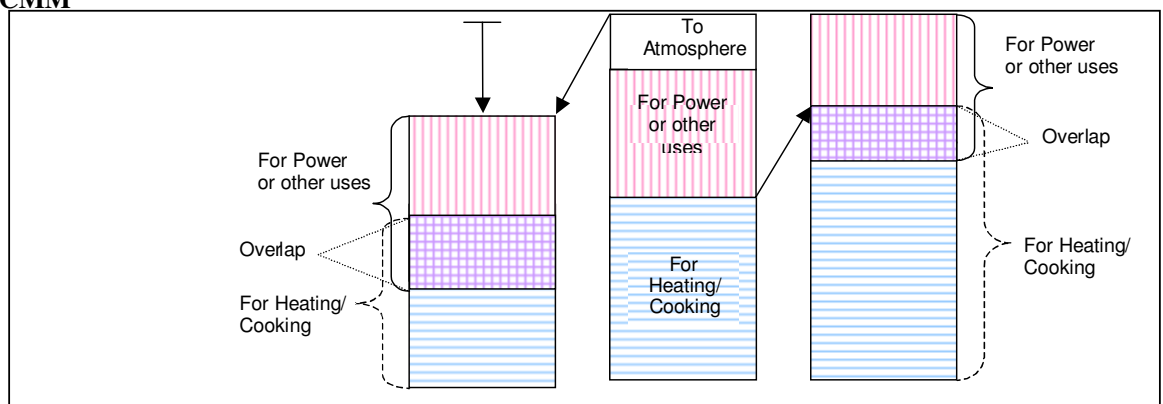 CMM
To
Atmosphere
For Power
or other
uses
For
Heating/
Cooking
For Power
or other uses
Overlap
For Heating/
Cooking
For Power
or other uses
Overlap
For Heating/
Cooking